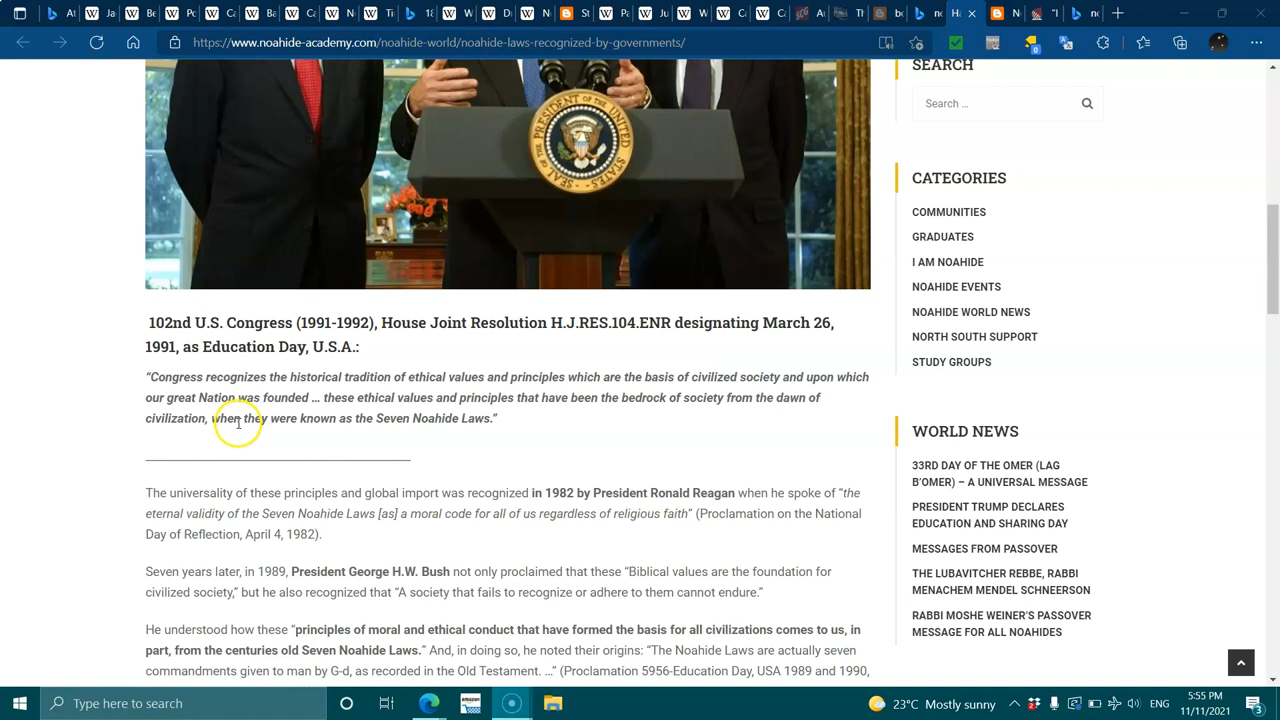 https://www.noahide-academy.com/noahide-world/noahide-laws-recognized-by-governments/
PRESIDENT OF THE UNITED
102nd U.S. Congress (1991-1992), House Joint Resolution H.J.RES.104.ENR designating March 26,
1991, as Education Day, U.S.A.:
“Congress recognizes the historical tradition of ethical values and principles which are the basis of civilized society and upon which
our great Nation was founded … these ethical values and principles that have been the bedrock of society from the dawn of
civilization, when they were known as the Seven Noahide Laws.”
The universality of these principles and global import was recognized in 1982 by President Ronald Reagan when he spoke of “the
eternal validity of the Seven Noahide Laws [as] a moral code for all of us regardless of religious faith” (Proclamation on the National
Day of Reflection, April 4, 1982).
Seven years later, in 1989, President George H.W. Bush not only proclaimed that these “Biblical values are the foundation for
civilized society,” but he also recognized that “A society that fails to recognize or adhere to them cannot endure.”
He understood how these “principles of moral and ethical conduct that have formed the basis for all civilizations comes to us, in
part, from the centuries old Seven Noahide Laws.“ And, in doing so, he noted their origins: “The Noahide Laws are actually seven
commandments given to man by G-d, as recorded in the Old Testament. …” (Proclamation 5956-Education Day, USA 1989 and 1990,
SEARCH
Search …
CATEGORIES
COMMUNITIES
GRADUATES
I AM NOAHIDE
NOAHIDE EVENTS
NOAHIDE WORLD NEWS
NORTH SOUTH SUPPORT
STUDY GROUPS
WORLD NEWS
33RD DAY OF THE OMER (LAG
B’OMER) – A UNIVERSAL MESSAGE
PRESIDENT TRUMP DECLARES
EDUCATION AND SHARING DAY
MESSAGES FROM PASSOVER
THE LUBAVITCHER REBBE, RABBI
MENACHEM MENDEL SCHNEERSON
RABBI MOSHE WEINER’S PASSOVER
MESSAGE FOR ALL NOAHIDES
Type here to search
amazon
23°C Mostly sunny
ENG
5:55 PM
11/11/2021